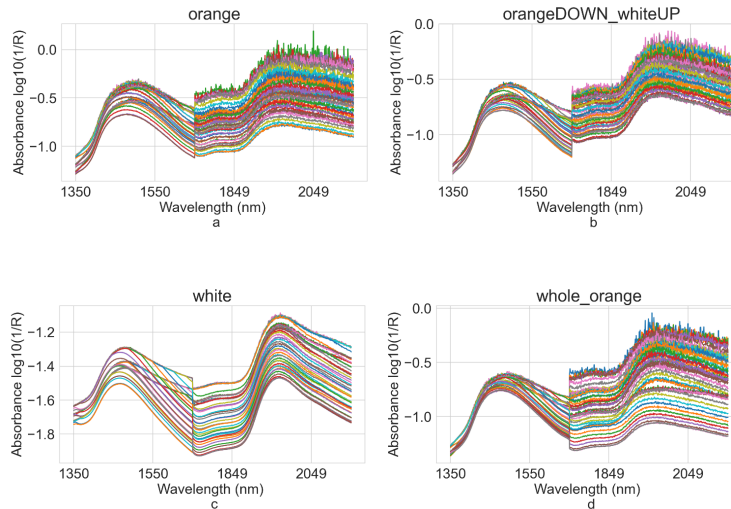 orange
Absorbance log10(1/R)
0.0
−0.5
−1.0
1350 1550 1849 2049
Wavelength (nm)
a
orangeDOWN_whiteUP
Absorbance log10(1/R)
0.0
−0.5
−1.0
1350 1550 1849 2049
Wavelength (nm)
b
white
Absorbance log10(1/R)
−1.2
−1.4
−1.6
−1.8
1350 1550 1849 2049
Wavelength (nm)
c
whole_orange
Absorbance log10(1/R)
0.0
−0.5
−1.0
1350 1550 1849 2049
Wavelength (nm)
d